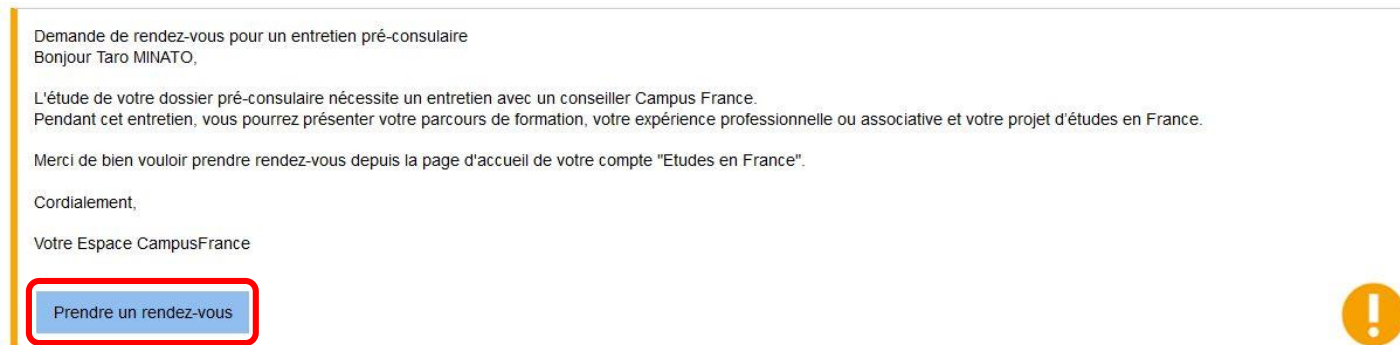 Demande de rendez-vous pour un entretien pré-consulaire
Bonjour Taro MINATO,
L'étude de votre dossier pré-consulaire nécessite un entretien avec un conseiller Campus France.
Pendant cet entretien, vous pourrez présenter votre parcours de formation, votre expérience professionnelle ou associative et votre projet d'études en France.
Merci de bien vouloir prendre rendez-vous depuis la page d'accueil de votre compte "Etudes en France".
Cordialement,
Votre Espace CampusFrance
Prendre un rendez-vous